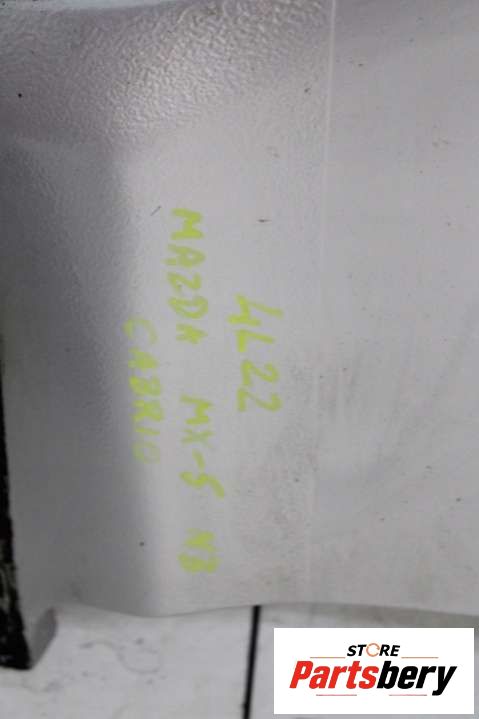 4L22
MAZDA MX-5 NB
CABRIO
STORE
Partsbery